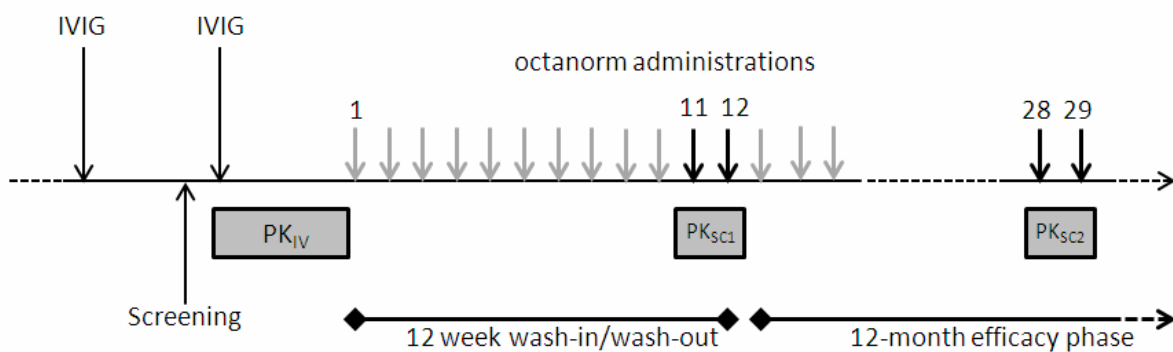 IVIG IVIG
octanorm administrations
1 11 12 28 29
PKIV PKSC1 PKSC2
Screening
12 week wash-in/wash-out 12-month efficacy phase